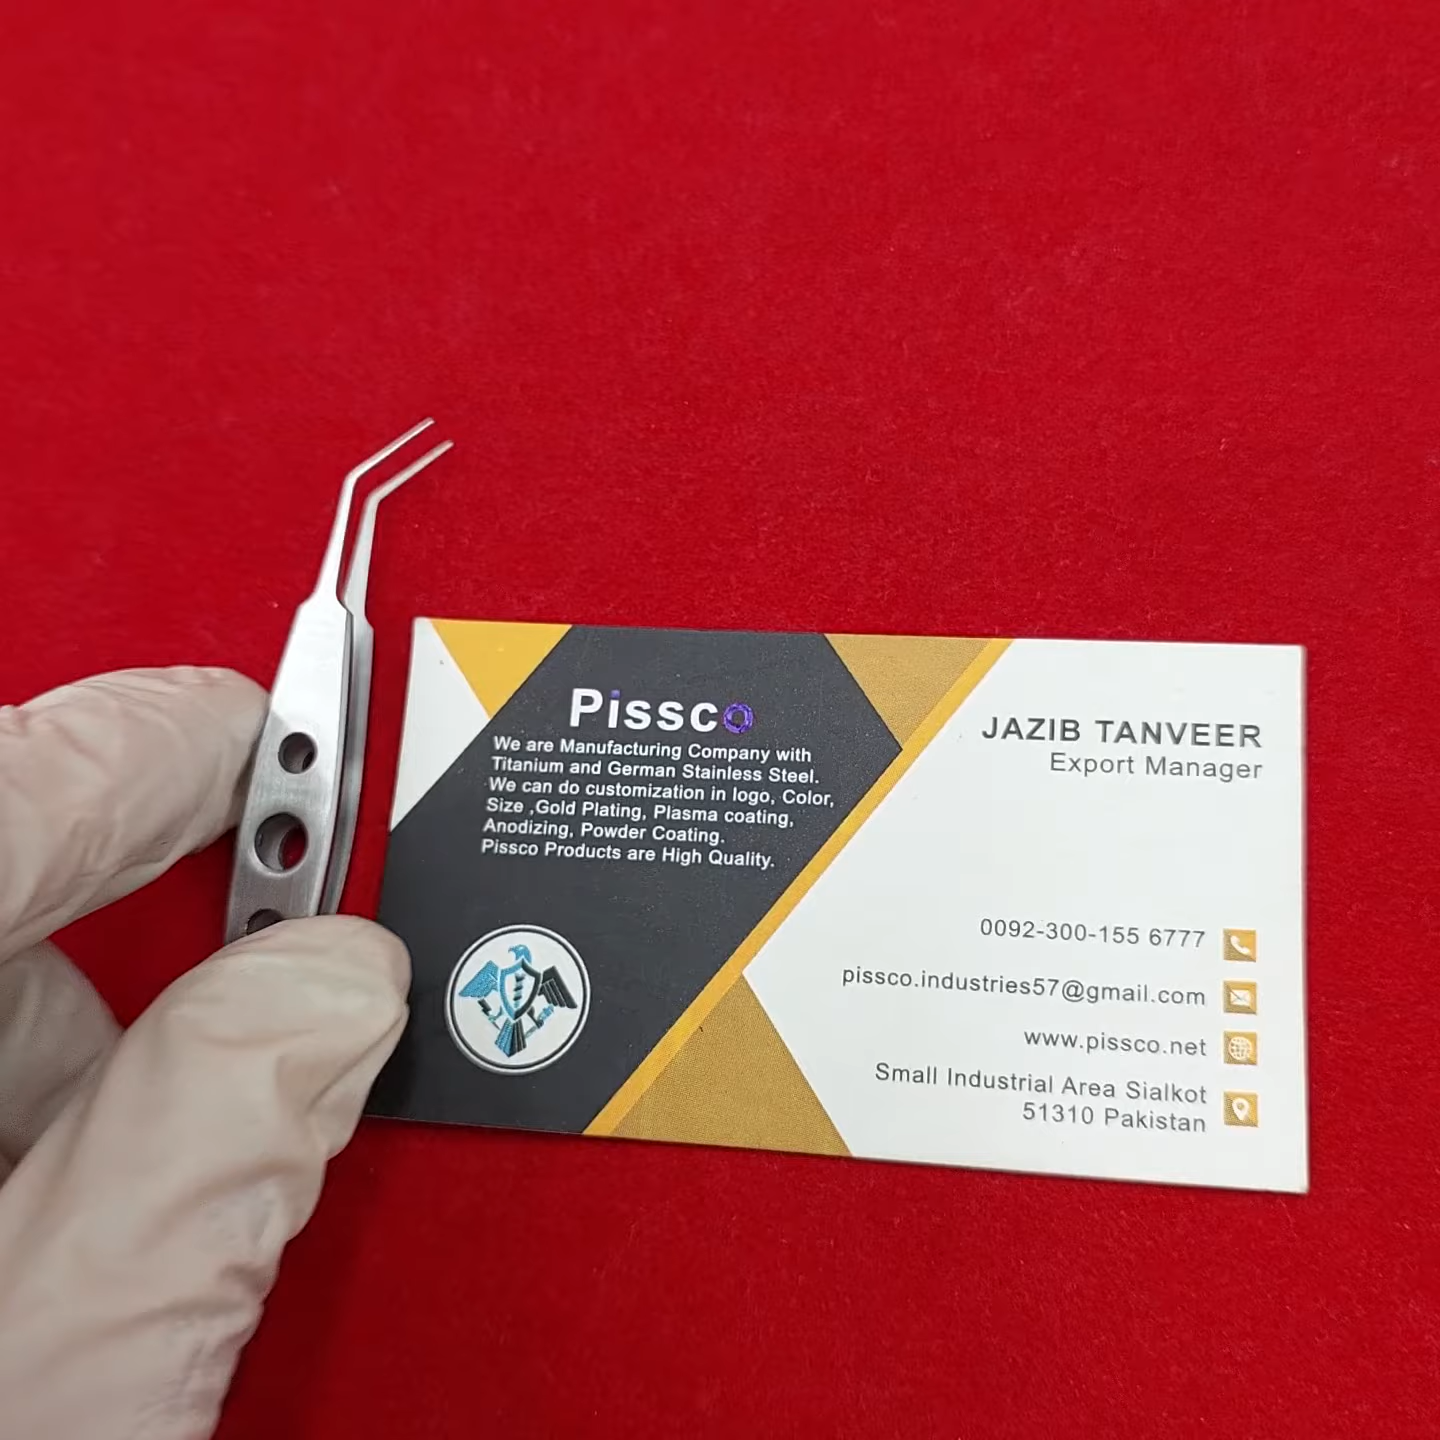 Pissco
We are Manufacturing Company with
Titanium and German Stainless Steel.
We can do customization in logo, Color,
Size ,Gold Plating, Plasma coating,
Anodizing, Powder Coating.
Pissco Products are High Quality.
JAZIB TANVEER
Export Manager
0092-300-155 6777
pissco.industries57@gmail.com
www.pissco.net
Small Industrial Area Sialkot
51310 Pakistan